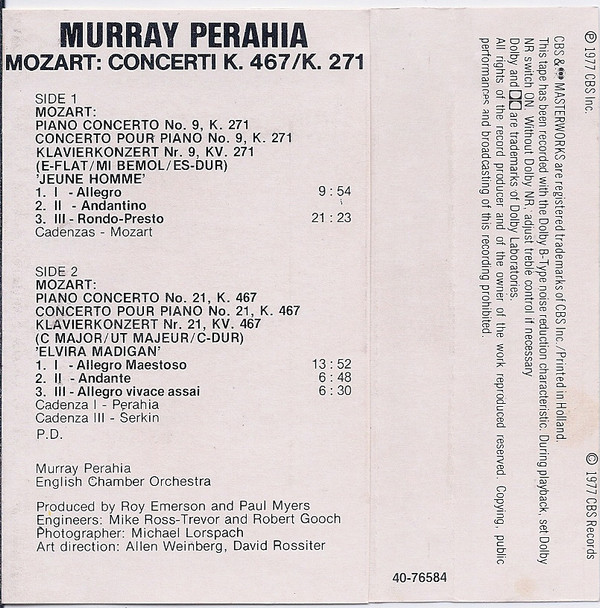 MURRAY PERAHIA
MOZART: CONCERTI K. 467/K. 271
SIDE 1
MOZART:
PIANO CONCERTO No. 9, K. 271
CONCERTO POUR PIANO No. 9, K. 271
KLAVIERKONZERT Nr. 9, KV. 271
(E-FLAT/MI BEMOL/ES-DUR)
'JEUNE HOMME'
1. I - Allegro 9 : 54
2. II - Andantino
3. III - Rondo-Presto 21 : 23
Cadenzas - Mozart
SIDE 2
MOZART:
PIANO CONCERTO No. 21, K. 467
CONCERTO POUR PIANO No. 21, K. 467
KLAVIERKONZERT Nr. 21, KV. 467
(C MAJOR/UT MAJEUR/C-DUR)
'ELVIRA MADIGAN'
1. I - Allegro Maestoso 13 : 52
2. II - Andante 6 : 48
3. III - Allegro vivace assai 6 : 30
Cadenza I - Perahia
Cadenza III - Serkin
P.D.
Murray Perahia
English Chamber Orchestra
Produced by Roy Emerson and Paul Myers
Engineers: Mike Ross-Trevor and Robert Gooch
Photographer: Michael Lorspach
Art direction: Allen Weinberg, David Rossiter
40-76584
℗ 1977 CBS Inc. © 1977 CBS Records
CBS & MASTERWORKS are registered trademarks of CBS Inc./Printed in Holland.
This tape has been recorded with the Dolby B-Type noise reduction characteristic. During playback, set Dolby
NR switch ON. Without Dolby NR, adjust treble control if necessary
Dolby and are trademarks of Dolby Laboratories.
All rights of the record producer and of the owner of the work reproduced reserved. Copying, public
performances and broadcasting of this recording prohibited.